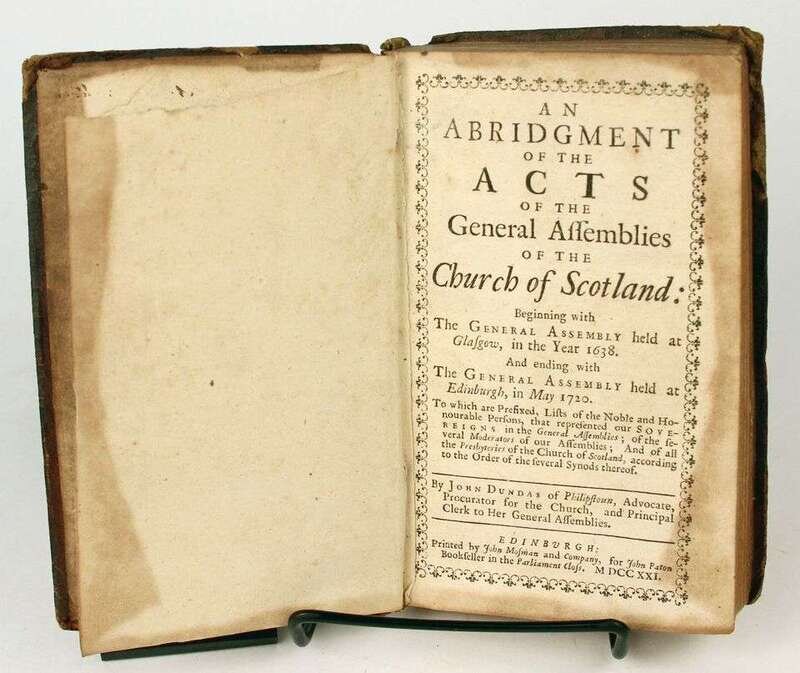 AN
ABRIDGMENT
OF THE
ACTS
OF THE
General Aſſemblies
OF THE
Church of Scotland:
Beginning with
The GENERAL ASSEMBLY held at
Glaſgow, in the Year 1638.
And ending with
The GENERAL ASSEMBLY held at
Edinburgh, in May 1720.
To which are Prefixed, Liſts of the Noble and Ho-
nourable Perſons, that repreſented our SOVE-
REIGNS in the General Aſſemblies; of the ſe-
veral Moderators of our Aſſemblies; And of all
the Presbyteries of the Church of Scotland, according
to the Order of the ſeveral Synods thereof.
By JOHN DUNDAS of Philipſtoun, Advocate,
Procurator for the Church, and Principal
Clerk to Her General Aſſemblies.
EDINBURGH:
Printed by John Moſman and Company, for John Paton
Bookſeller in the Parliament Cloſs. MDCCXXI.